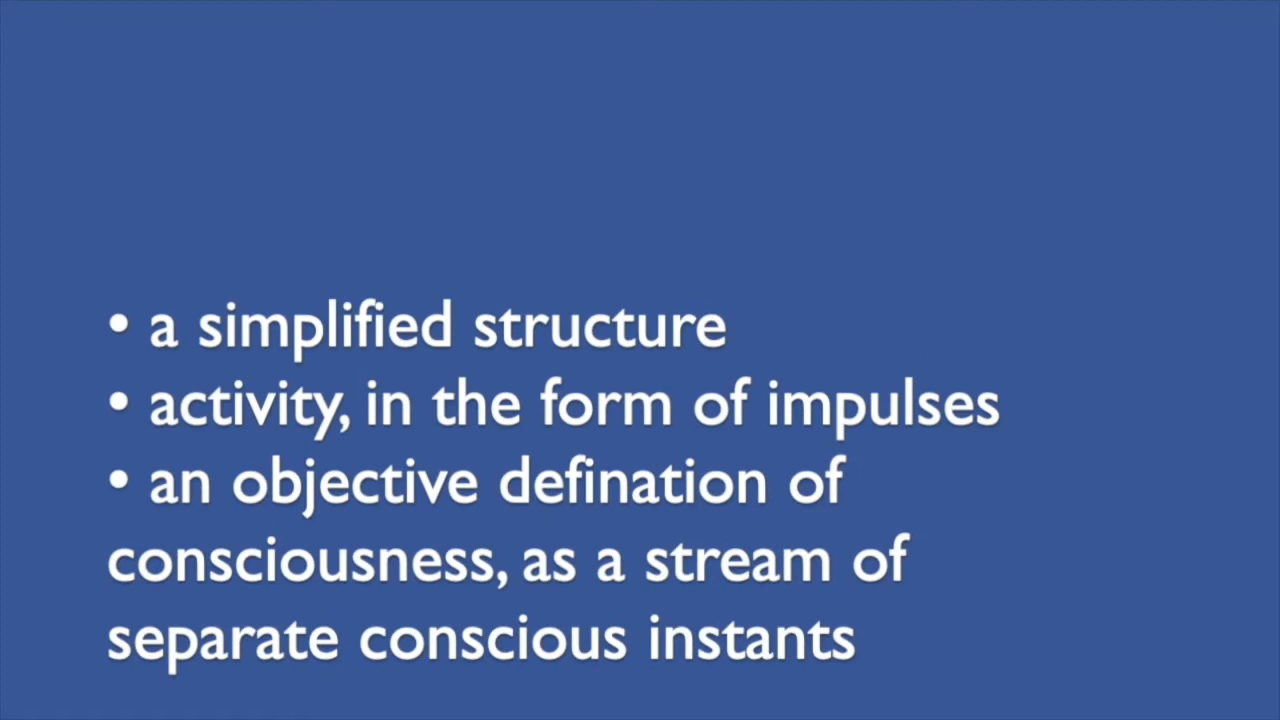 • a simplified structure
• activity, in the form of impulses
• an objective defination of
consciousness, as a stream of
separate conscious instants